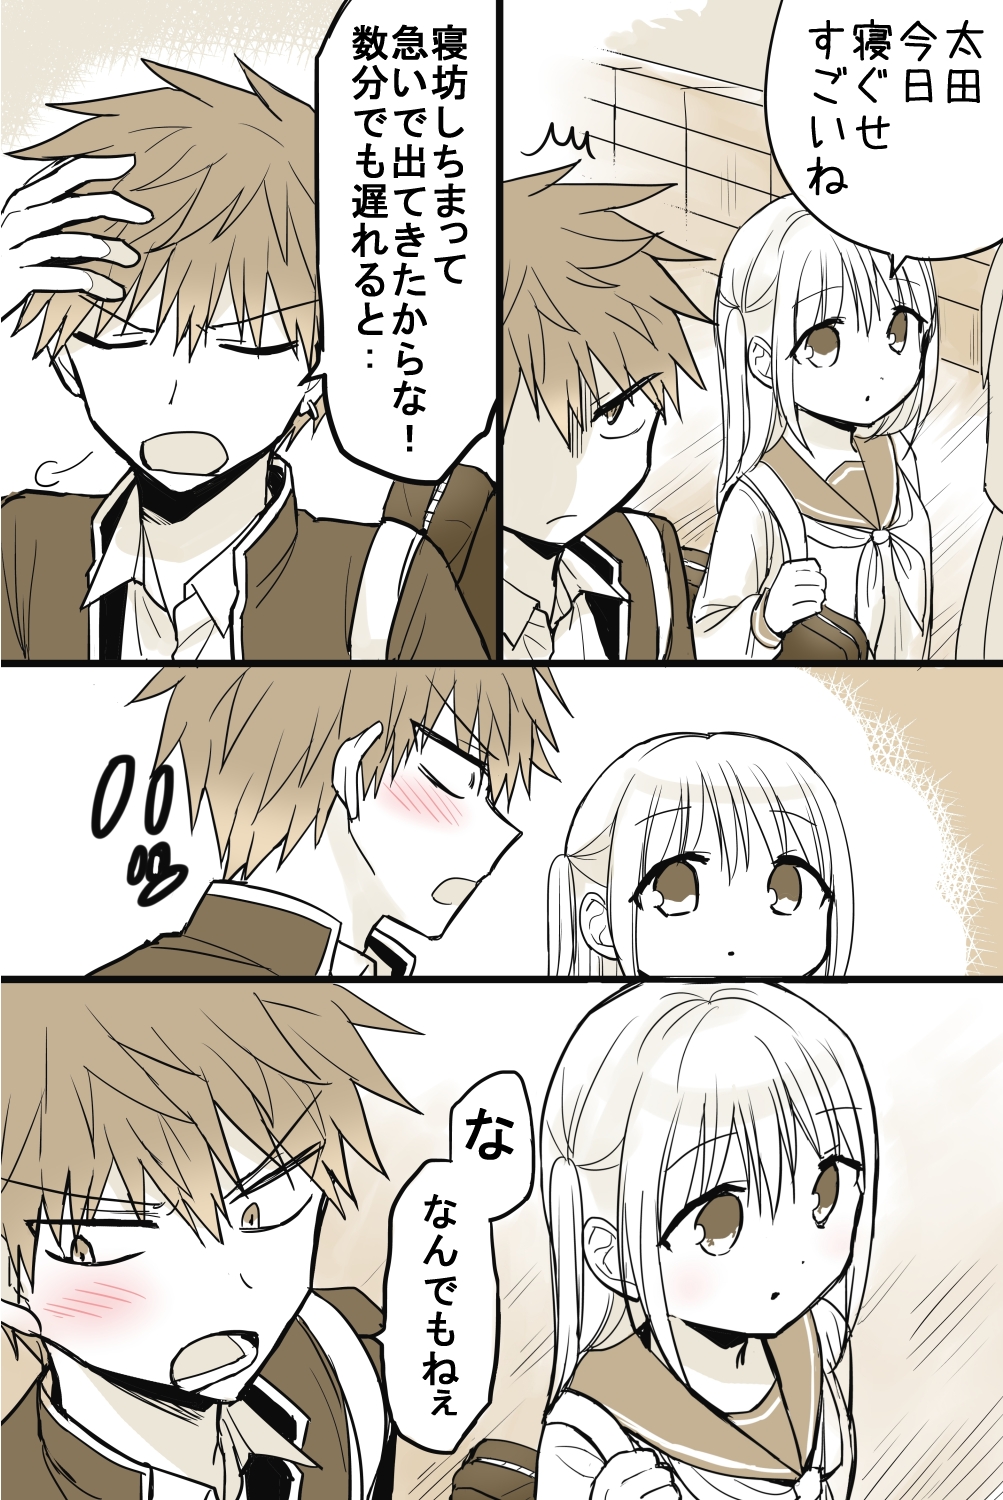 太田
今日
寝ぐせ
すごいね
寝坊しちまって
急いで出てきたからな！
数分でも遅れると‥
な
なんでもねぇ